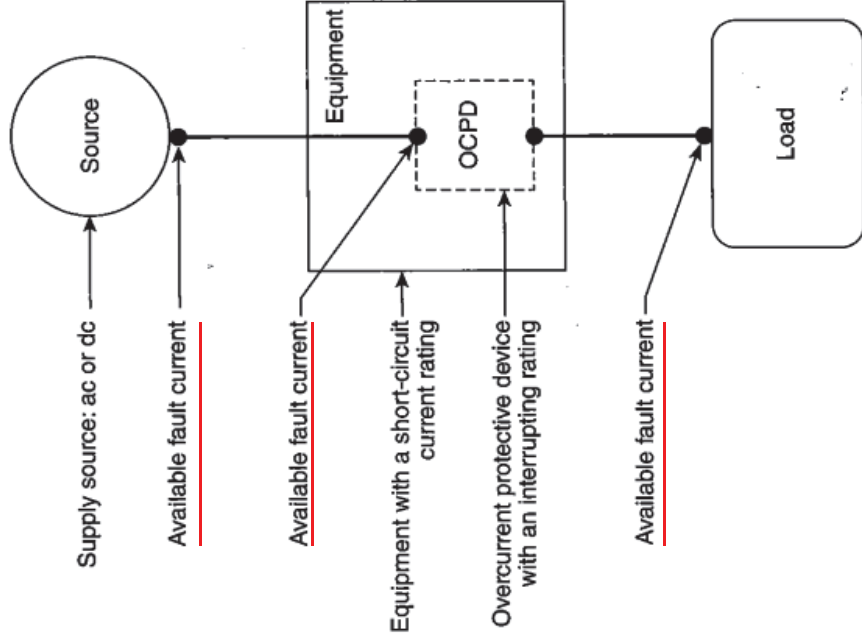 Source
Equipment
OCPD
Load
Supply source: ac or dc
Available fault current
Available fault current
Equipment with a short-circuit
current rating
Overcurrent protective device
with an interrupting rating
Available fault current